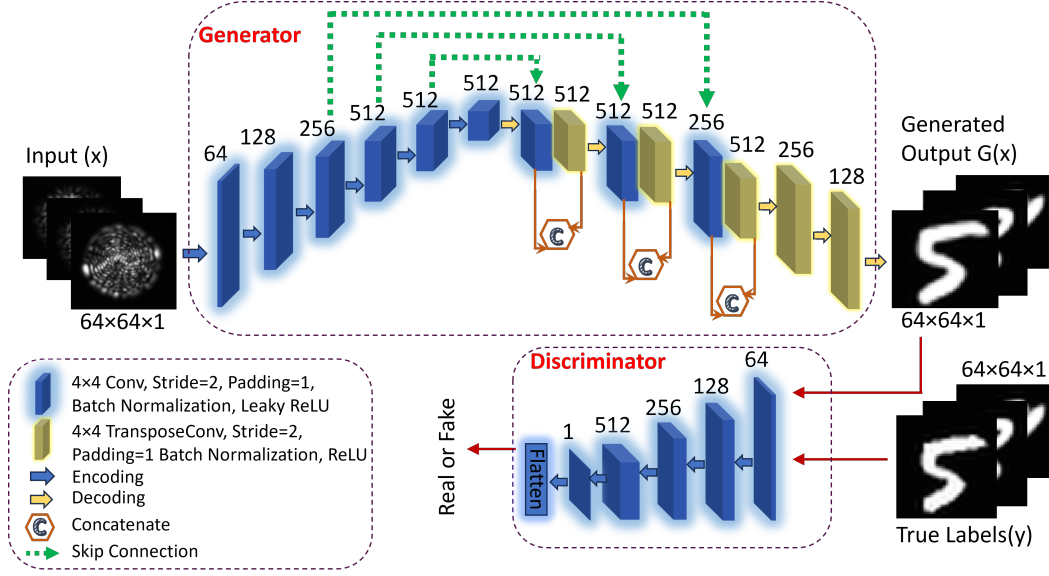 Generator
Input (x)
64
128
256
512
512
512
512
512
512
512
256
512
256
128
C
C
C
64×64×1
Generated
Output G(x)
64×64×1
Discriminator
64
128
256
512
1
Flatten
Real or Fake
64×64×1
True Labels(y)
4×4 Conv, Stride=2, Padding=1,
Batch Normalization, Leaky ReLU
4×4 TransposeConv, Stride=2,
Padding=1 Batch Normalization, ReLU
Encoding
Decoding
C
Concatenate
Skip Connection